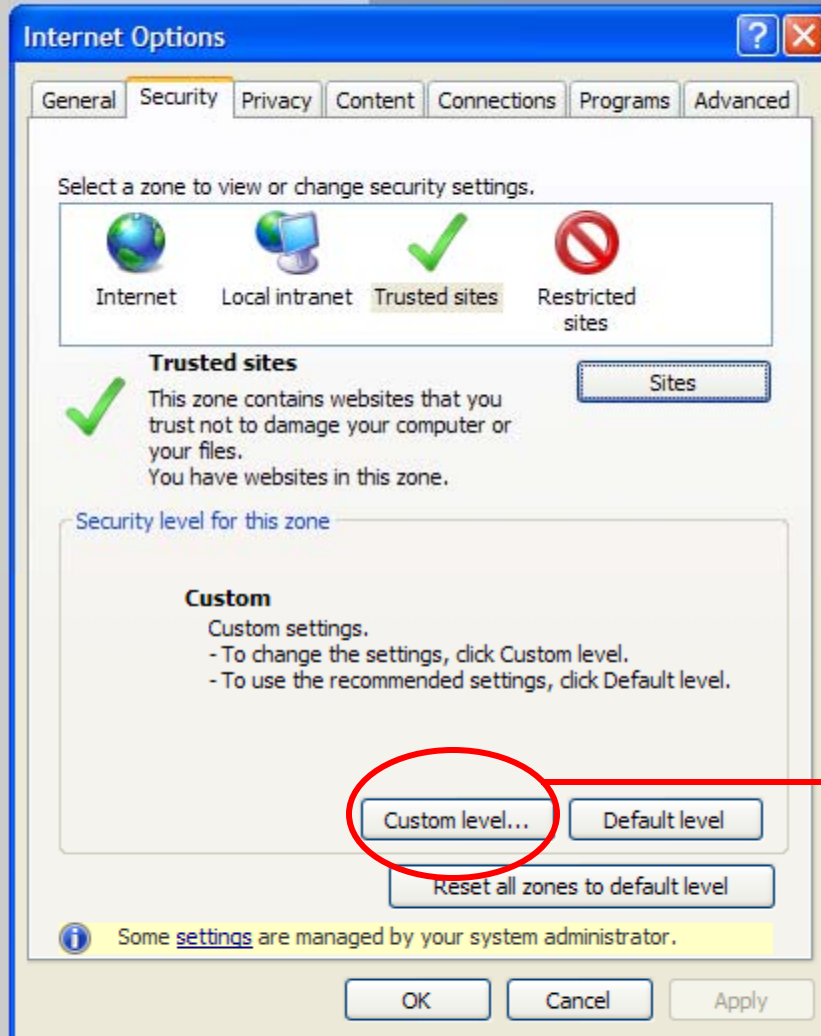 Internet Options
General Security Privacy Content Connections Programs Advanced
Select a zone to view or change security settings.
Internet Local intranet Trusted sites Restricted
sites
Trusted sites
Sites
This zone contains websites that you
trust not to damage your computer or
your files.
You have websites in this zone.
Security level for this zone
Custom
Custom settings.
- To change the settings, click Custom level.
- To use the recommended settings, click Default level.
Custom level... Default level
Reset all zones to default level
Some settings are managed by your system administrator.
OK Cancel Apply